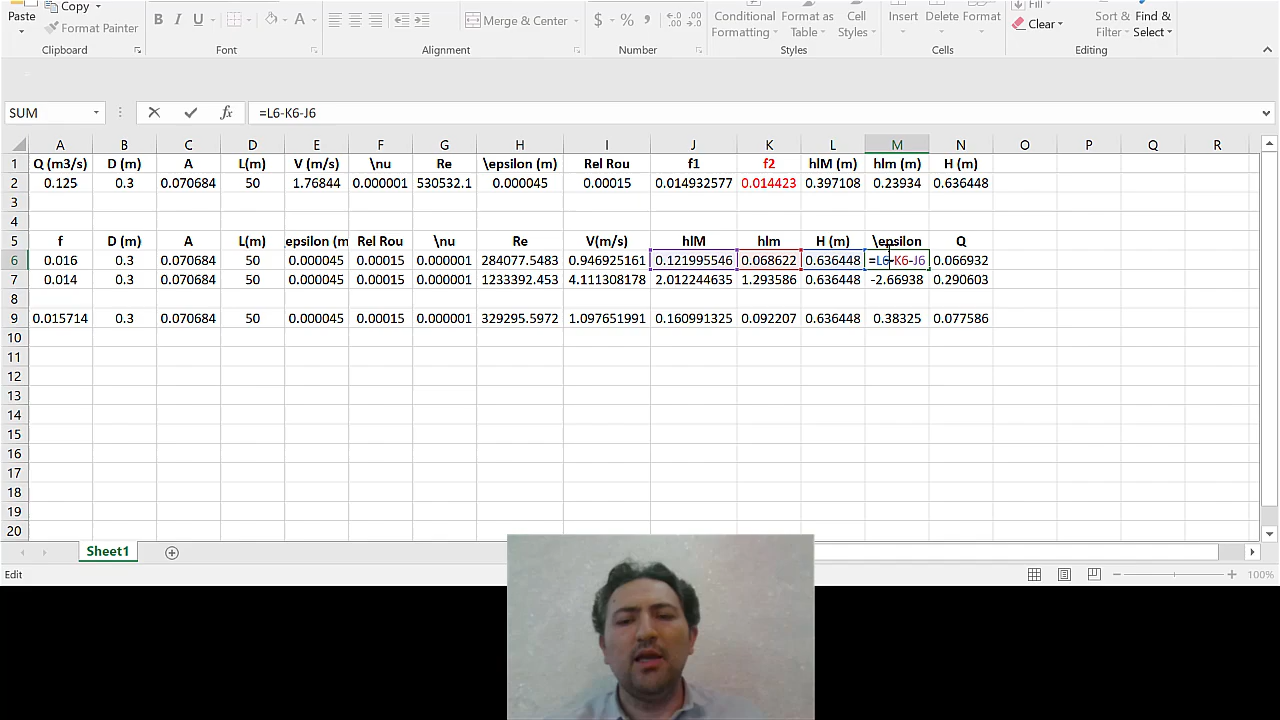 Paste Copy Format Painter Clipboard
B I U Font
Merge & Center Alignment
$ % , .0 .00 Number
Conditional Formatting Format as Table Cell Styles Styles
Insert Delete Format Cells
Fill Clear Sort & Filter Find & Select Editing
SUM fx =L6-K6-J6
A B C D E F G H I J K L M N O P Q R
1 Q (m3/s) D (m) A L(m) V (m/s) \nu Re \epsilon (m) Rel Rou f1 f2 hlM (m) hlm (m) H (m)
2 0.125 0.3 0.070684 50 1.76844 0.000001 530532.1 0.000045 0.00015 0.014932577 0.014423 0.397108 0.23934 0.636448
3
4
5 f D (m) A L(m) epsilon (m Rel Rou \nu Re V(m/s) hlM hlm H (m) \epsilon Q
6 0.016 0.3 0.070684 50 0.000045 0.00015 0.000001 284077.5483 0.946925161 0.121995546 0.068622 0.636448 =L6-K6-J6 0.066932
7 0.014 0.3 0.070684 50 0.000045 0.00015 0.000001 1233392.453 4.111308178 2.012244635 1.293586 0.636448 -2.66938 0.290603
8
9 0.015714 0.3 0.070684 50 0.000045 0.00015 0.000001 329295.5972 1.097651991 0.160991325 0.092207 0.636448 0.38325 0.077586
10
11
12
13
14
15
16
17
18
19
20
Sheet1
Edit 100%